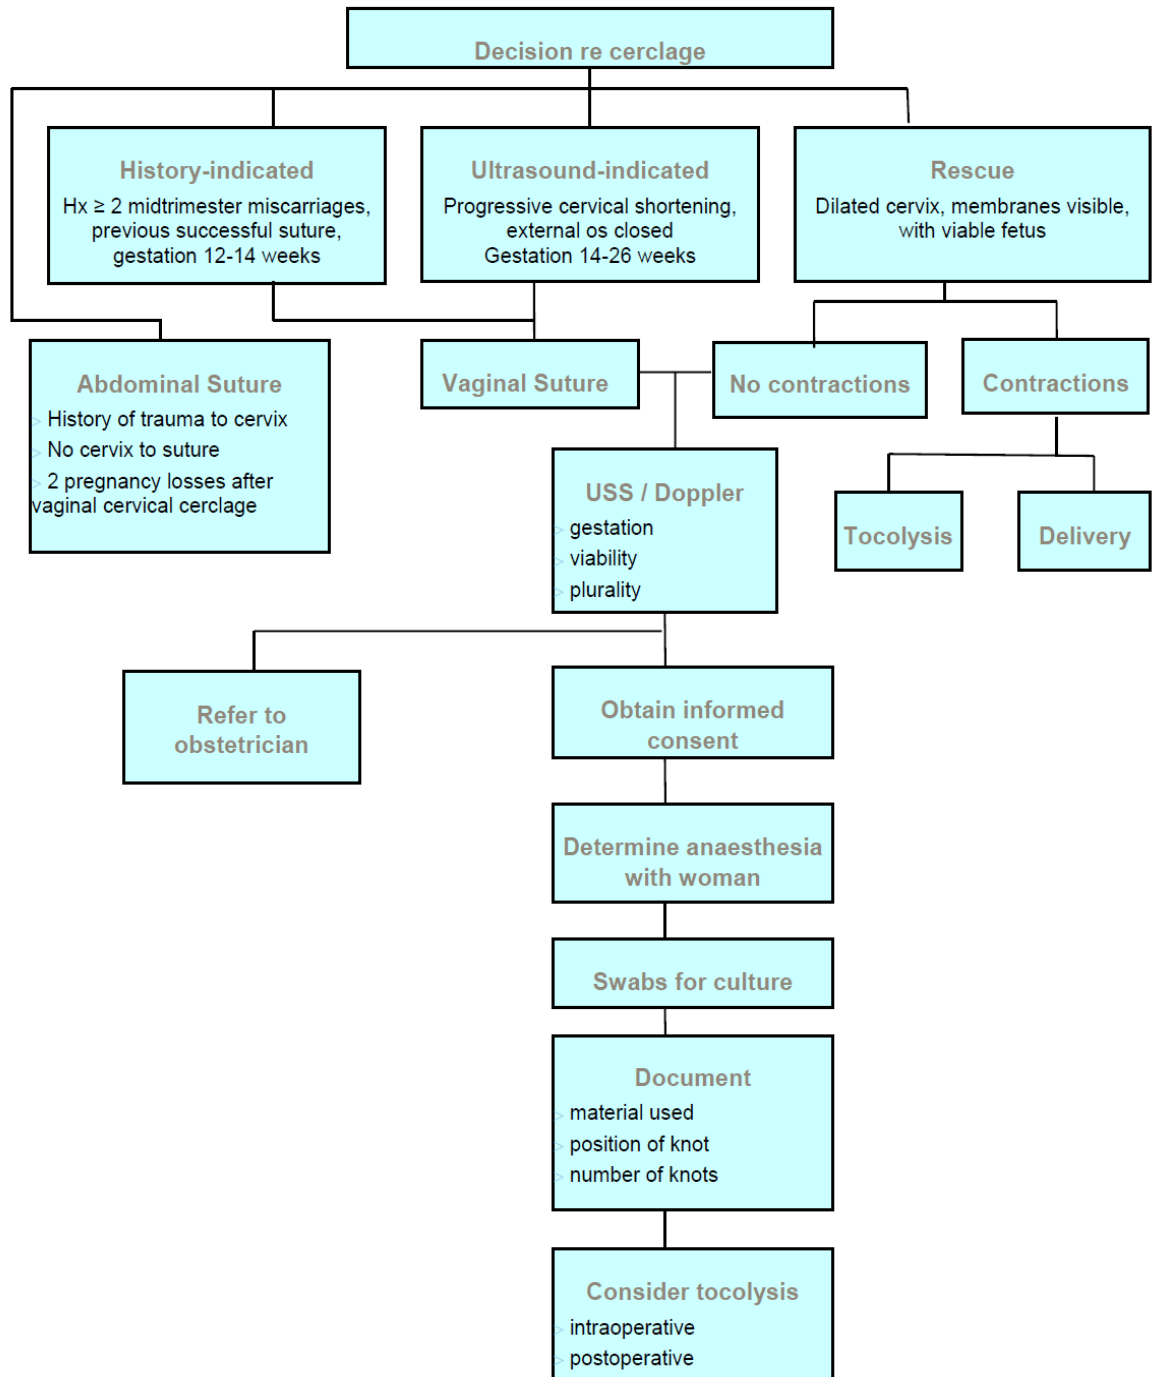 Decision re cerclage
History-indicated
Hx ≥ 2 midtrimester miscarriages,
previous successful suture,
gestation 12-14 weeks
Ultrasound-indicated
Progressive cervical shortening,
external os closed
Gestation 14-26 weeks
Rescue
Dilated cervix, membranes visible,
with viable fetus
Abdominal Suture
> History of trauma to cervix
> No cervix to suture
> 2 pregnancy losses after
vaginal cervical cerclage
Vaginal Suture
No contractions
Contractions
USS / Doppler
> gestation
> viability
> plurality
Tocolysis
Delivery
Refer to
obstetrician
Obtain informed
consent
Determine anaesthesia
with woman
Swabs for culture
Document
> material used
> position of knot
> number of knots
Consider tocolysis
> intraoperative
> postoperative